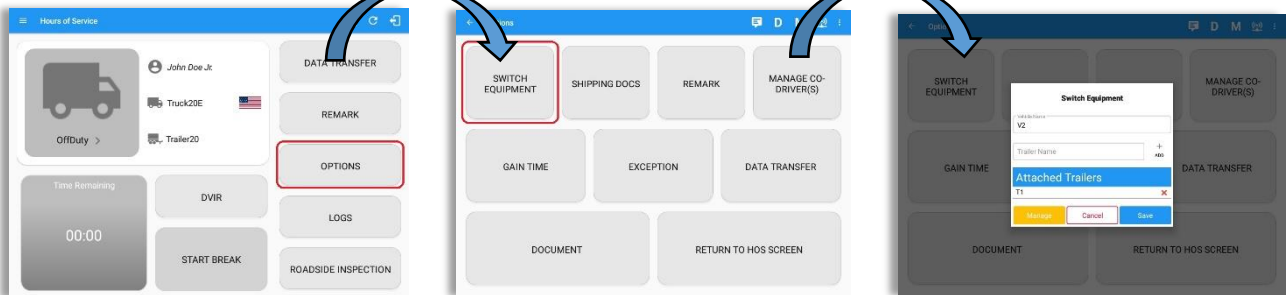 Hours of Service
John Doe Jr.
Truck20E
Trailer20
OffDuty >
Time Remaining
00:00
DVIR
START BREAK
DATA TRANSFER
REMARK
OPTIONS
LOGS
ROADSIDE INSPECTION
D M
SWITCH
EQUIPMENT
SHIPPING DOCS
REMARK
MANAGE CO-
DRIVER(S)
GAIN TIME
EXCEPTION
DATA TRANSFER
DOCUMENT
RETURN TO HOS SCREEN
D M
SWITCH
EQUIPMENT
MANAGE CO-
DRIVER(S)
GAIN TIME
DATA TRANSFER
DOCUMENT
RETURN TO HOS SCREEN
Switch Equipment
V2
Trailer Name
+
ADD
Attached Trailers
T1
Manage
Cancel
Save